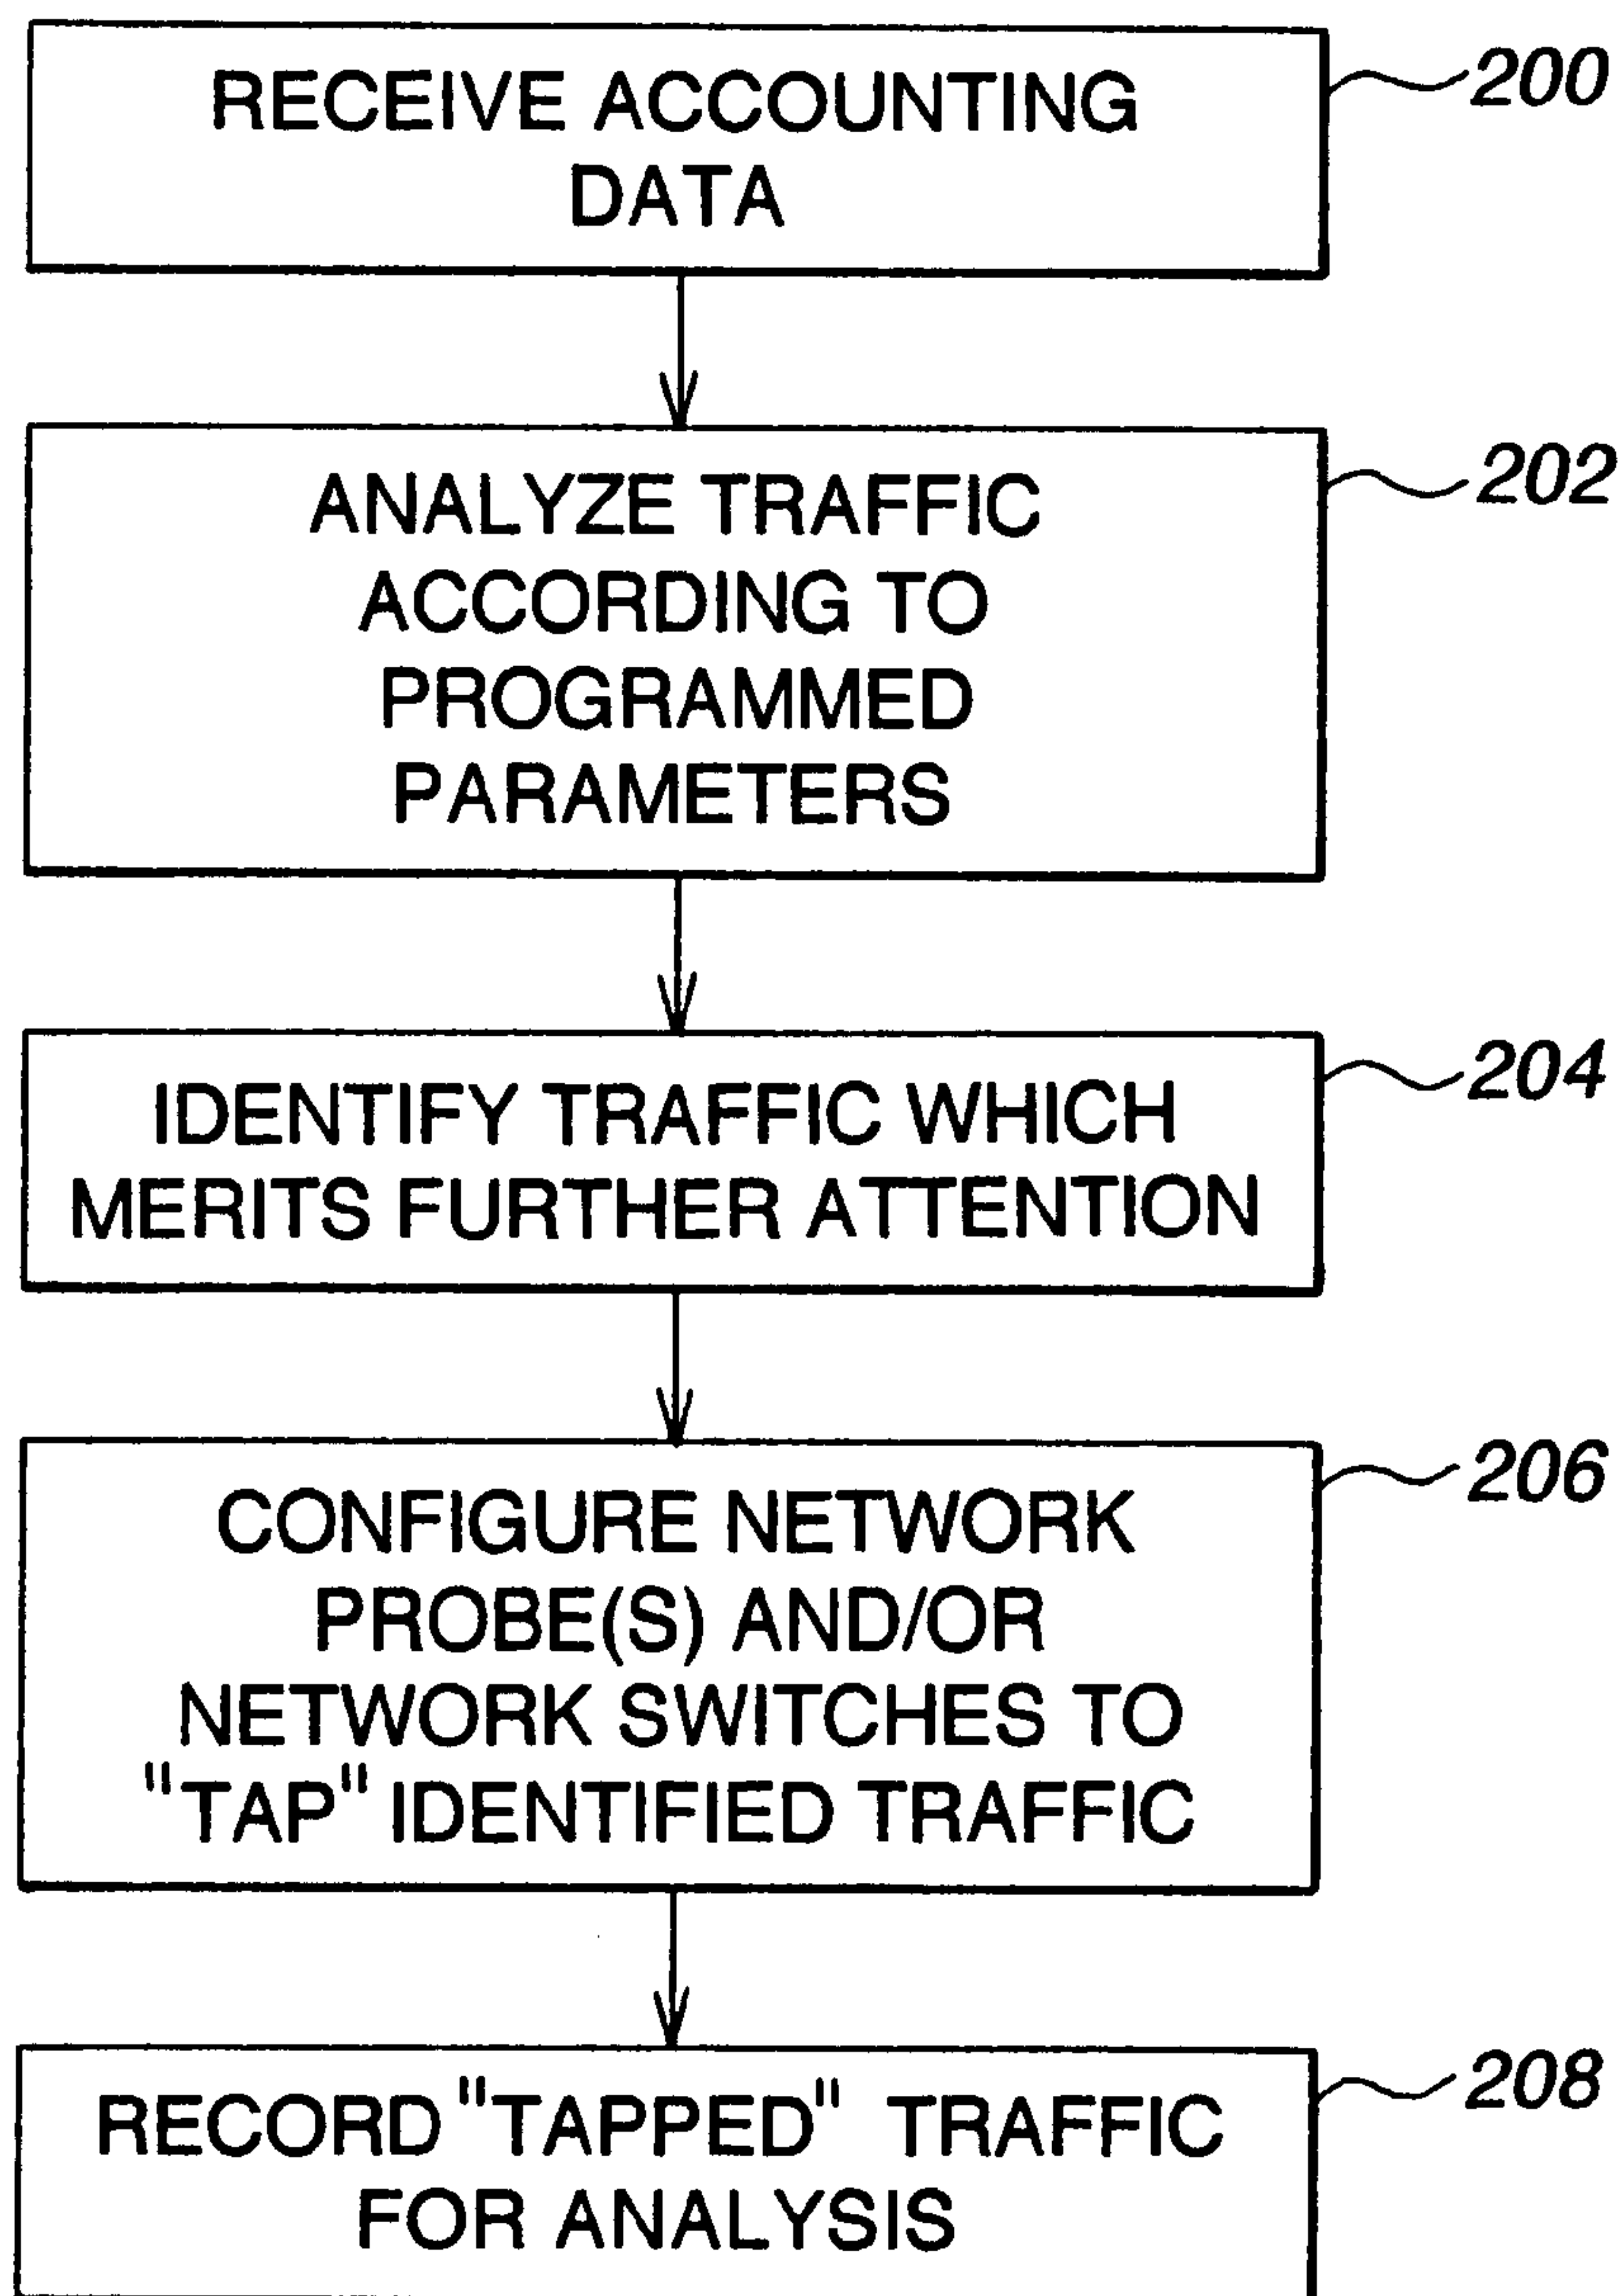 RECEIVE ACCOUNTING
DATA
200
ANALYZE TRAFFIC
ACCORDING TO
PROGRAMMED
PARAMETERS
202
IDENTIFY TRAFFIC WHICH
MERITS FURTHER ATTENTION
204
CONFIGURE NETWORK
PROBE(S) AND/OR
NETWORK SWITCHES TO
"TAP" IDENTIFIED TRAFFIC
206
RECORD "TAPPED" TRAFFIC
FOR ANALYSIS
208